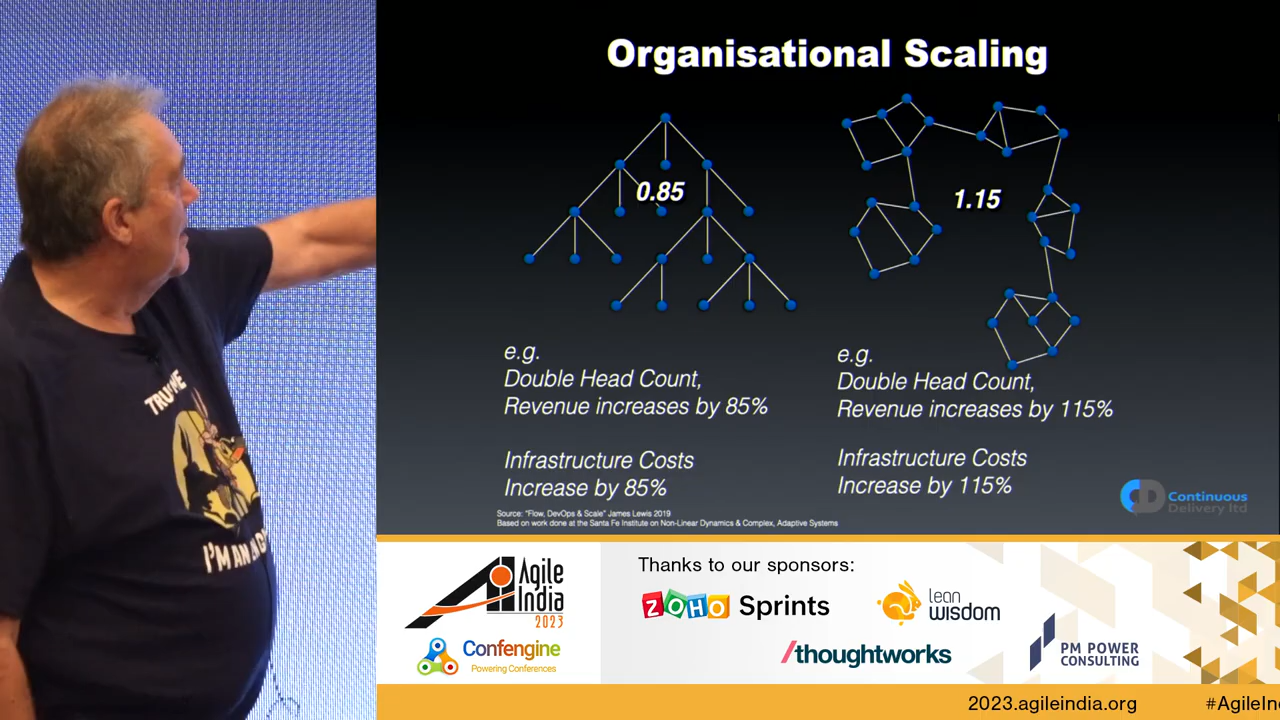 Organisational Scaling
0.85
1.15
e.g.
Double Head Count,
Revenue increases by 85%
Infrastructure Costs
Increase by 85%
e.g.
Double Head Count,
Revenue increases by 115%
Infrastructure Costs
Increase by 115%
Source: "Flow, DevOps & Scale" James Lewis 2019
Based on work done at the Santa Fe Institute on Non-Linear Dynamics & Complex, Adaptive Systems
CD Continuous
Delivery ltd
I'M AN
Agile
India
2023
Confengine
Powering Conferences
Thanks to our sponsors:
ZOHO Sprints
lean
wisdom
/thoughtworks
PM POWER
CONSULTING
2023.agileindia.org